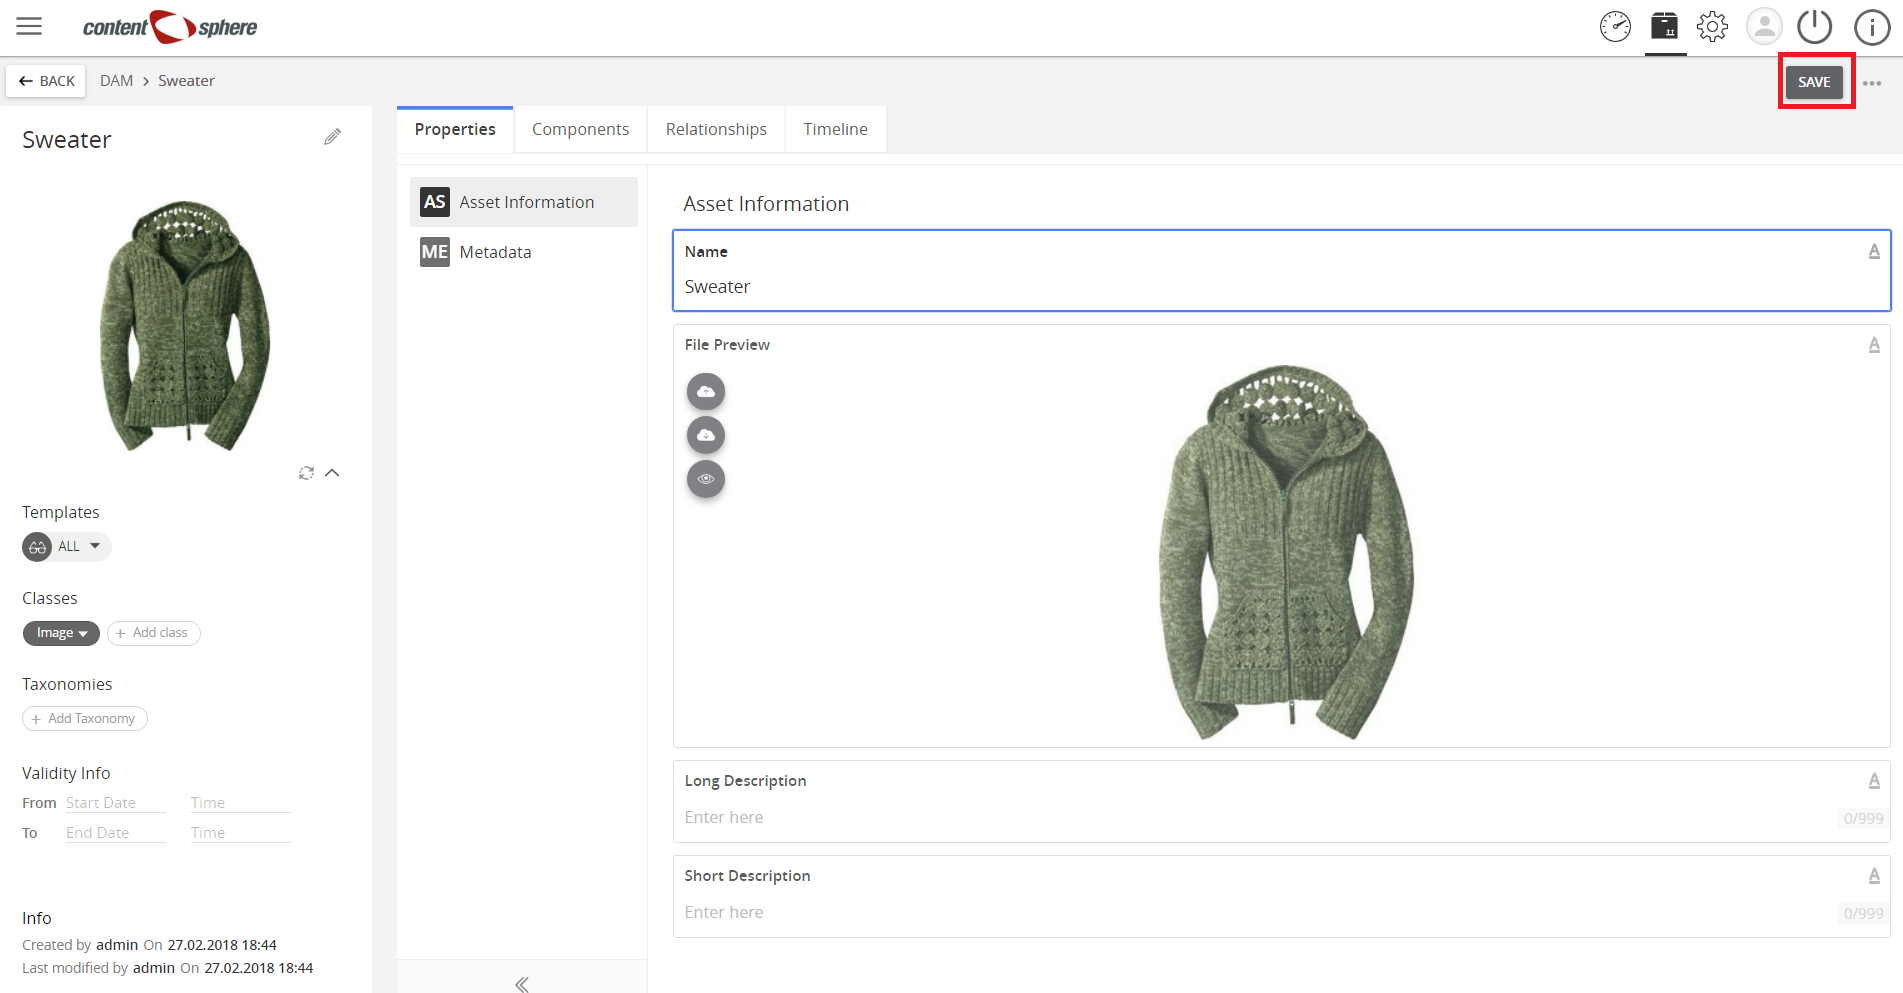 content sphere
BACK DAM > Sweater
SAVE
Sweater
Templates
ALL
Classes
Image + Add class
Taxonomies
+ Add Taxonomy
Validity Info
From Start Date Time
To End Date Time
Info
Created by admin On 27.02.2018 18:44
Last modified by admin On 27.02.2018 18:44
Properties Components Relationships Timeline
AS Asset Information
ME Metadata
Asset Information
Name A
Sweater
File Preview A
Long Description A
Enter here 0/999
Short Description A
Enter here 0/999